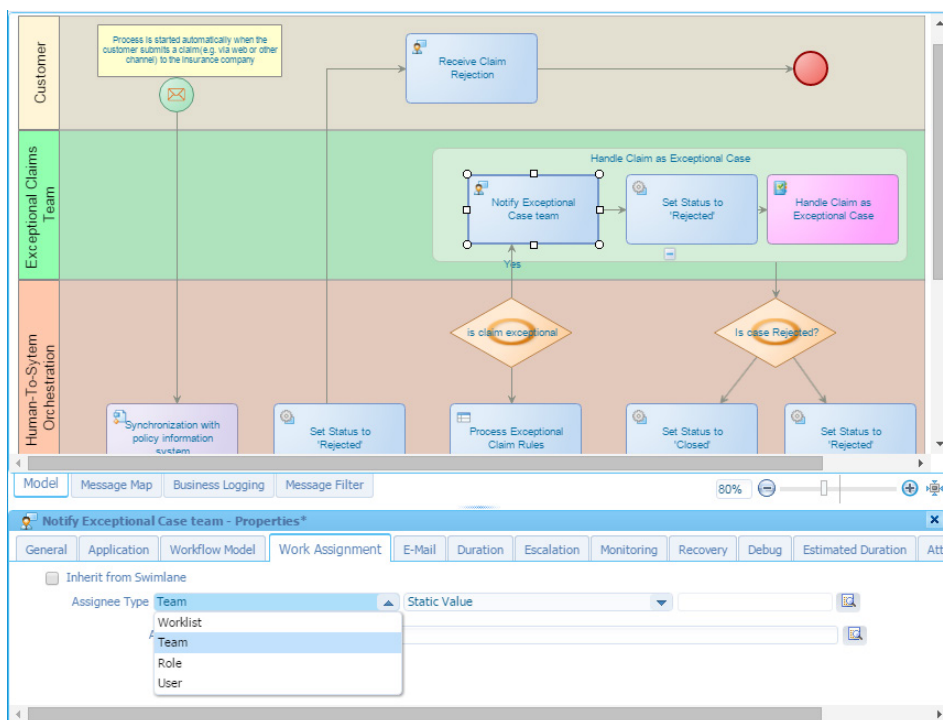 Customer
Process Is started automatically when the
customer submits a claim(e.g. via web or other
channel) to the Insurance company
Receive Claim
Rejection
Exceptional Claims
Team
Handle Claim as Exceptional Case
Notify Exceptional
Case team
Set Status to
'Rejected'
Handle Claim as
Exceptional Case
Yes
Human-To-Sytem
Orchestration
is claim exceptional
Is case Rejected?
Synchronization with
policy information
system
Set Status to
'Rejected'
Process Exceptional
Claim Rules
Set Status to
'Closed'
Set Status to
'Rejected'
Model
Message Map
Business Logging
Message Filter
80%
Notify Exceptional Case team - Properties*
General
Application
Workflow Model
Work Assignment
E-Mail
Duration
Escalation
Monitoring
Recovery
Debug
Estimated Duration
Att
Inherit from Swimlane
Assignee Type
Team
Static Value
Worklist
A
Team
Role
User